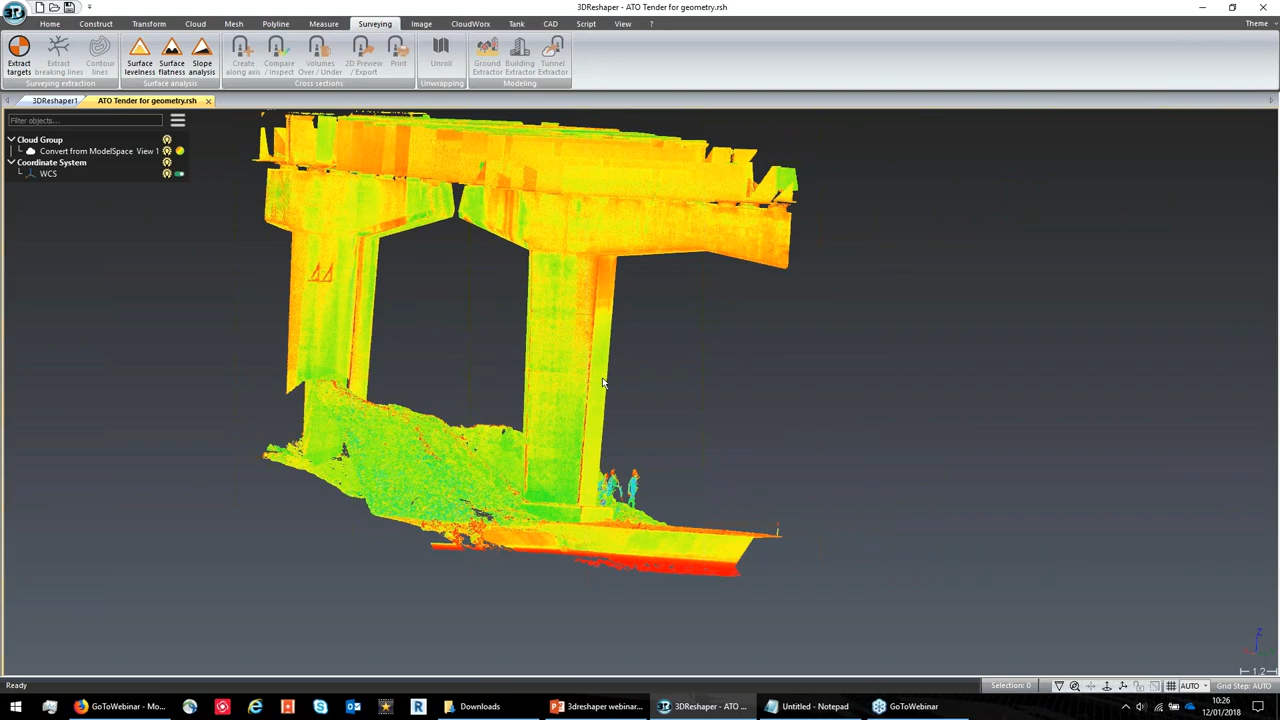 3DReshaper - ATO Tender for geometry.rsh
Home Construct Transform Cloud Mesh Polyline Measure Surveying Image CloudWorx Tank CAD Script View ? Theme
Extract targets
Extract breaking lines
Contour lines
Surface levelness
Surface flatness
Slope analysis
Create along axis
Compare / Inspect
Volumes Over / Under
2D Preview / Export
Print
Unroll
Ground Extractor
Building Extractor
Tunnel Extractor
Surveying extraction Surface analysis Cross sections Unwrapping Modeling
3DReshaper1 ATO Tender for geometry.rsh
Filter objects...
Cloud Group
Convert from ModelSpace View 1
Coordinate System
WCS
Z
1.2
Ready Selection: 0 AUTO Grid Step: AUTO
GoToWebinar - Mo... Downloads 3dreshaper webinar... 3DReshaper - ATO ... Untitled - Notepad GoToWebinar
10:26
12/01/2018